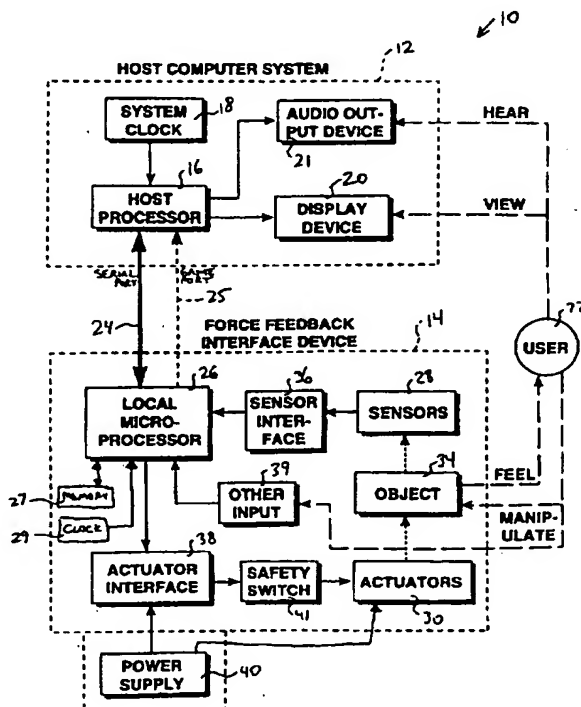 10
HOST COMPUTER SYSTEM
12
SYSTEM
CLOCK
18
AUDIO OUT-
PUT DEVICE
21
HEAR
16
HOST
PROCESSOR
20
DISPLAY
DEVICE
VIEW
SERIAL
PORT
GAME
PORT
24
25
FORCE FEEDBACK
INTERFACE DEVICE
14
22
USER
26
LOCAL
MICRO-
PROCESSOR
36
SENSOR
INTER-
FACE
28
SENSORS
27
MEMORY
29
CLOCK
39
OTHER
INPUT
34
OBJECT
FEEL
MANIP-
ULATE
38
ACTUATOR
INTERFACE
SAFETY
SWITCH
41
ACTUATORS
30
POWER
SUPPLY
40